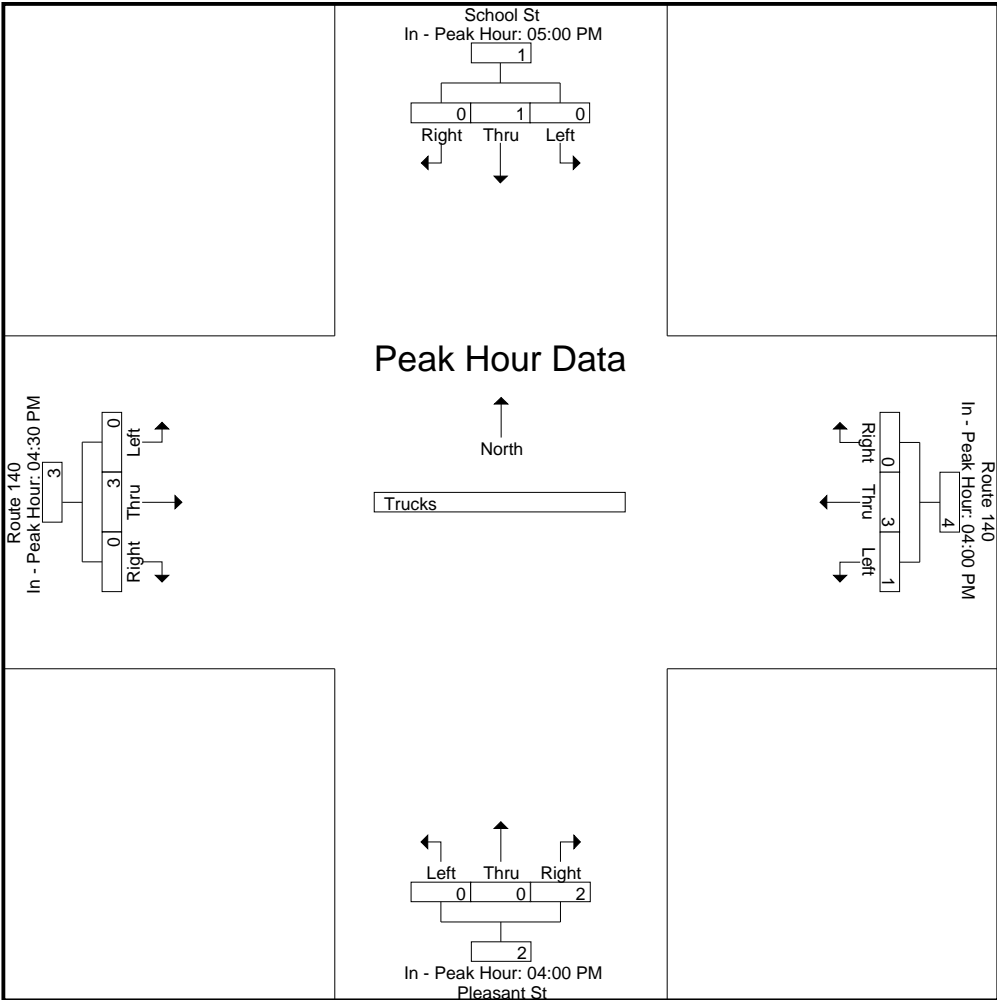 School St
In - Peak Hour: 05:00 PM
1
0 1 0
Right Thru Left
Peak Hour Data
North
Trucks
Route 140
In - Peak Hour: 04:30 PM
3
0 3 0
Left Thru Right
Route 140
In - Peak Hour: 04:00 PM
4
0 3 1
Right Thru Left
Left Thru Right
0 0 2
2
In - Peak Hour: 04:00 PM
Pleasant St